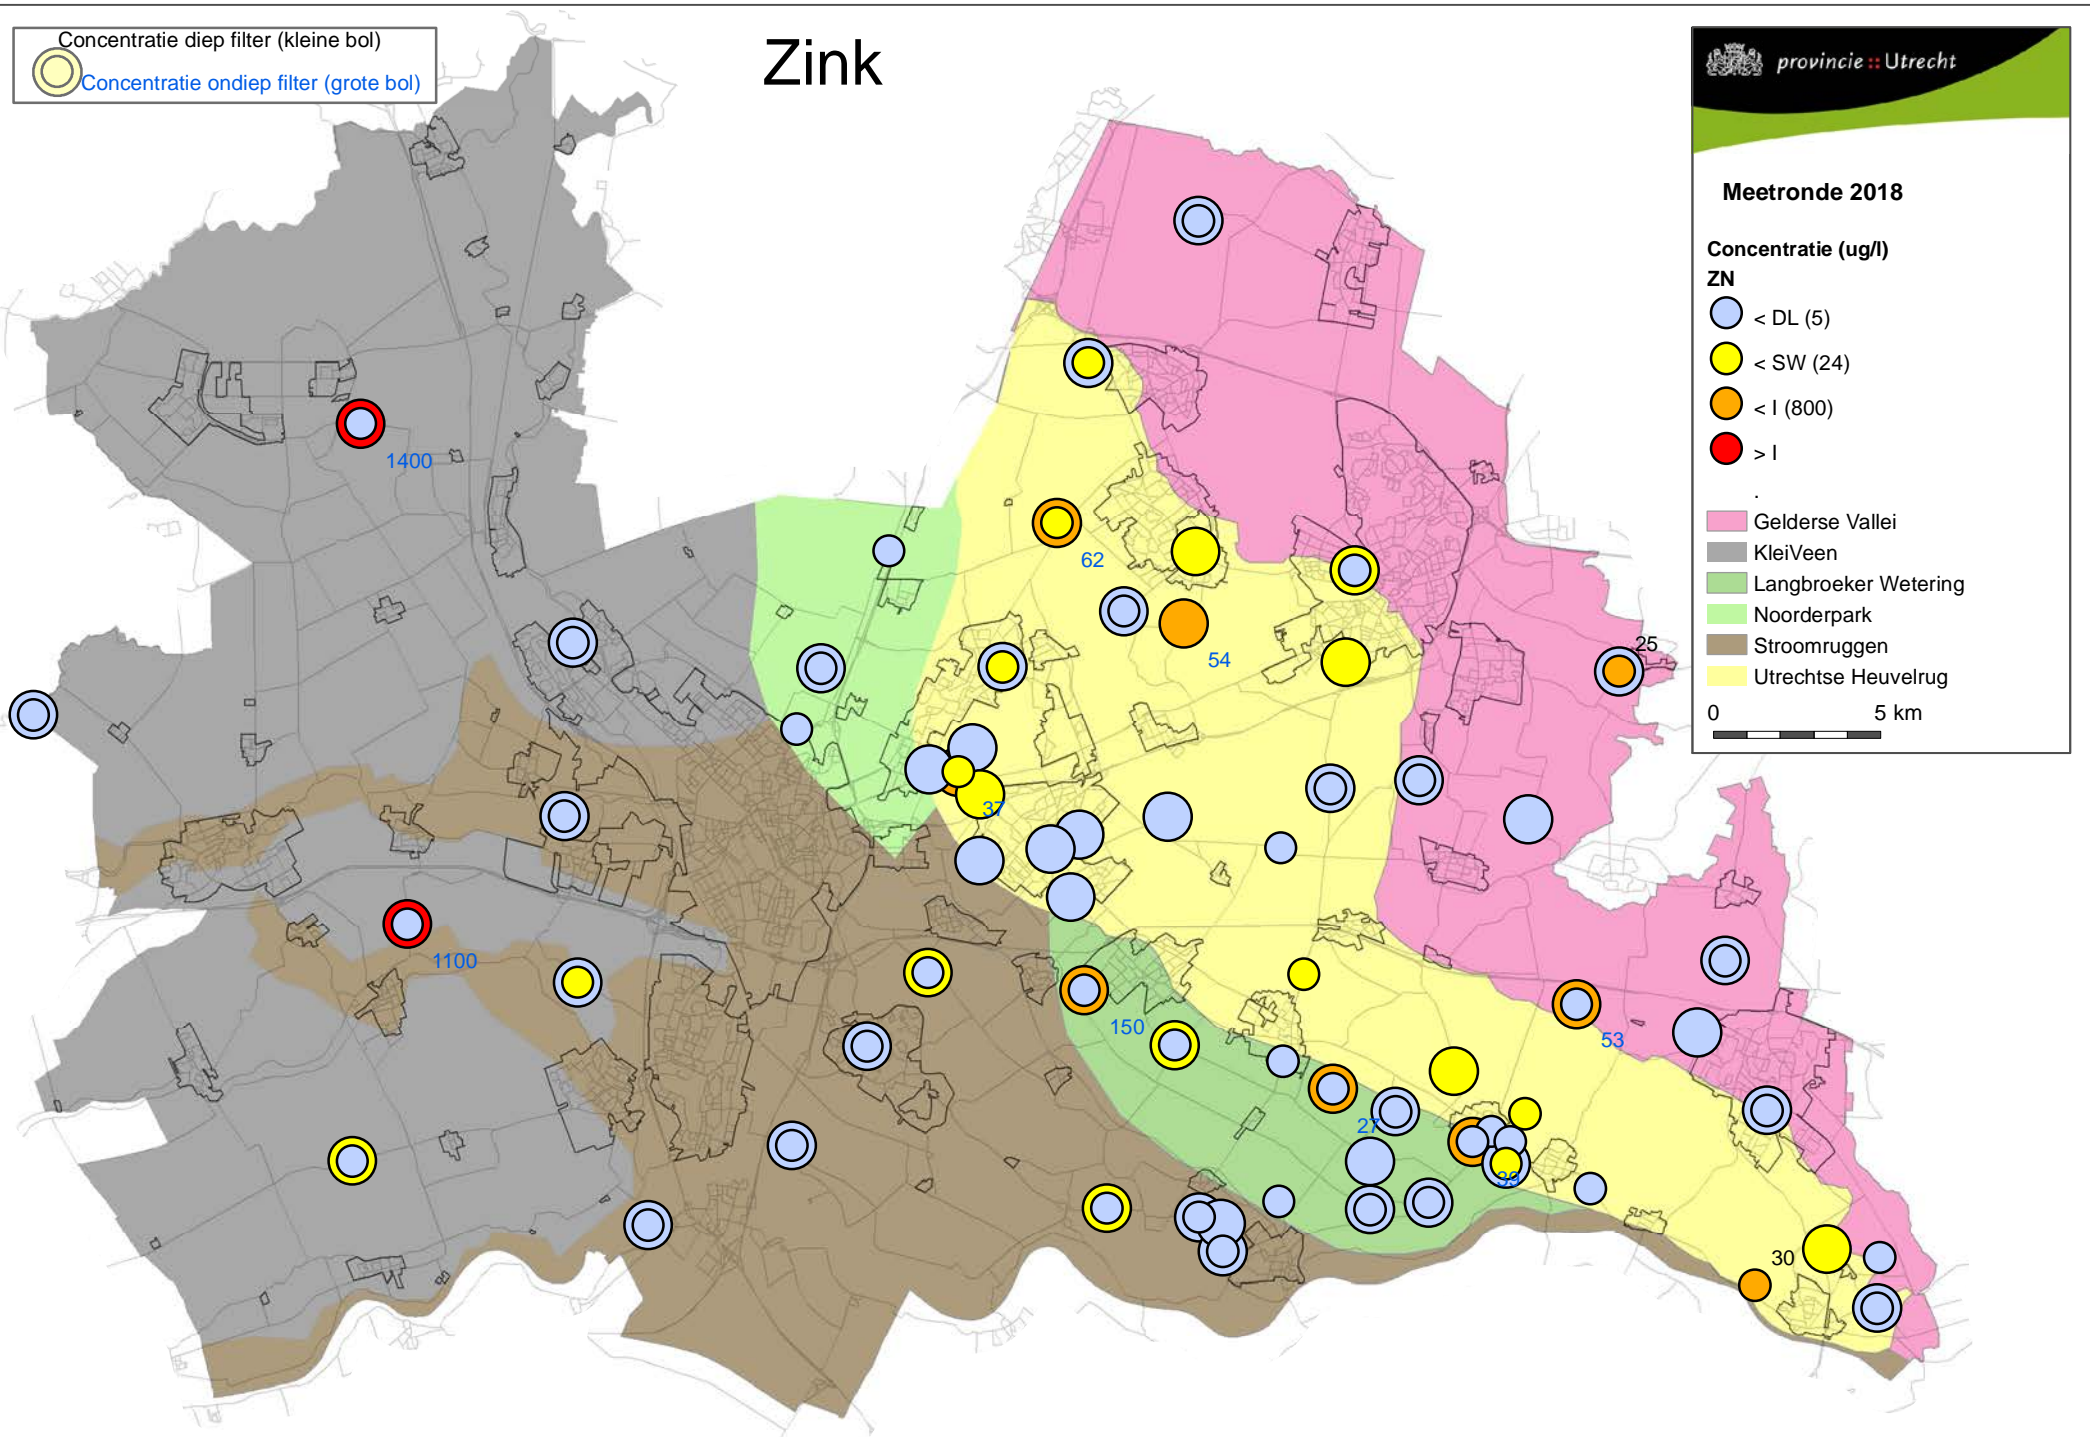 Concentratie diep filter (kleine bol)
Concentratie ondiep filter (grote bol)
Zink
provincie :: Utrecht
Meetronde 2018
Concentratie (ug/l)
ZN
< DL (5)
< SW (24)
< I (800)
> I
.
Gelderse Vallei
KleiVeen
Langbroeker Wetering
Noorderpark
Stroomruggen
Utrechtse Heuvelrug
0 5 km
1400
62
54
25
37
1100
150
53
27
39
30